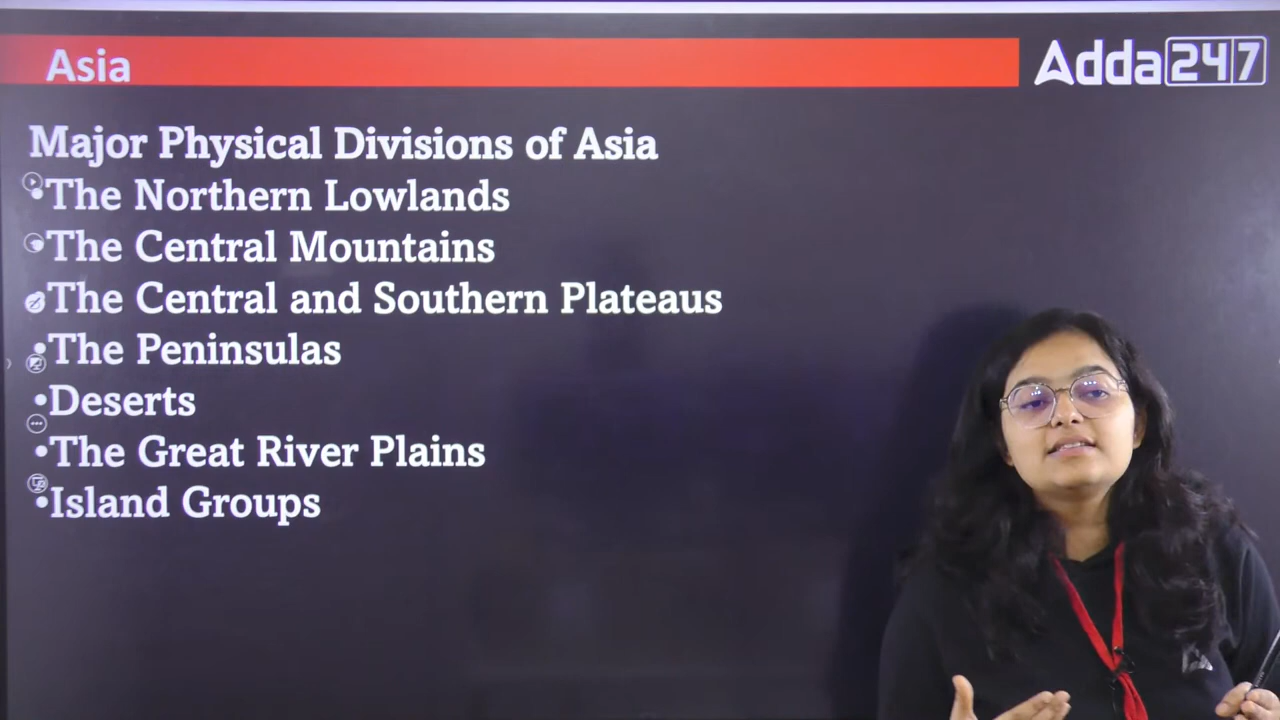 Asia
Adda247
Major Physical Divisions of Asia
•The Northern Lowlands
•The Central Mountains
•The Central and Southern Plateaus
•The Peninsulas
•Deserts
•The Great River Plains
•Island Groups